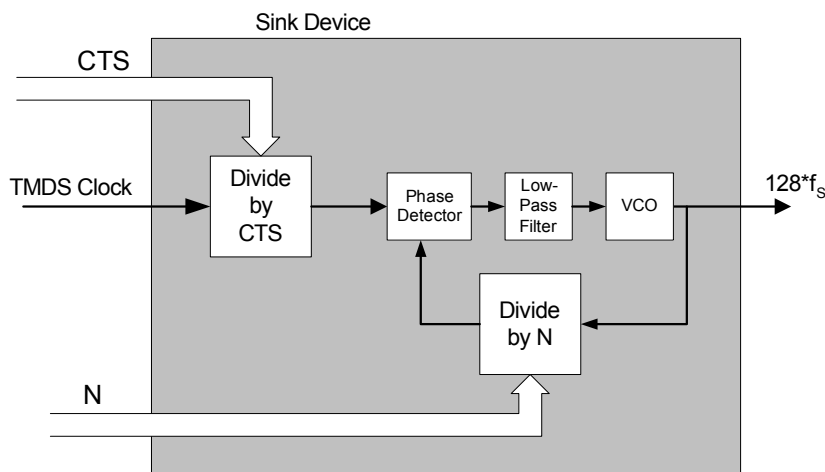 Sink Device
CTS
TMDS Clock
Divide
by
CTS
Phase
Detector
Low-
Pass
Filter
VCO
128*fS
Divide
by N
N